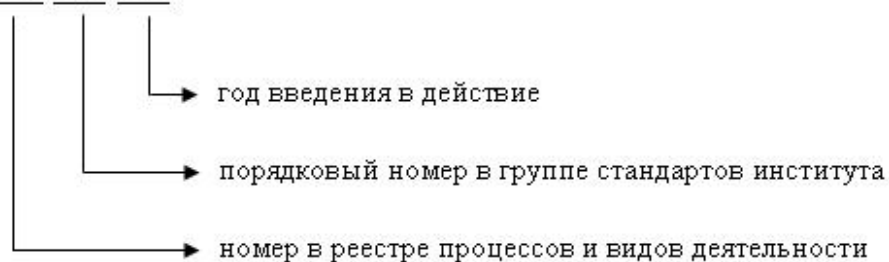 год введения в действие
порядковый номер в группе стандартов института
номер в реестре процессов и видов деятельности